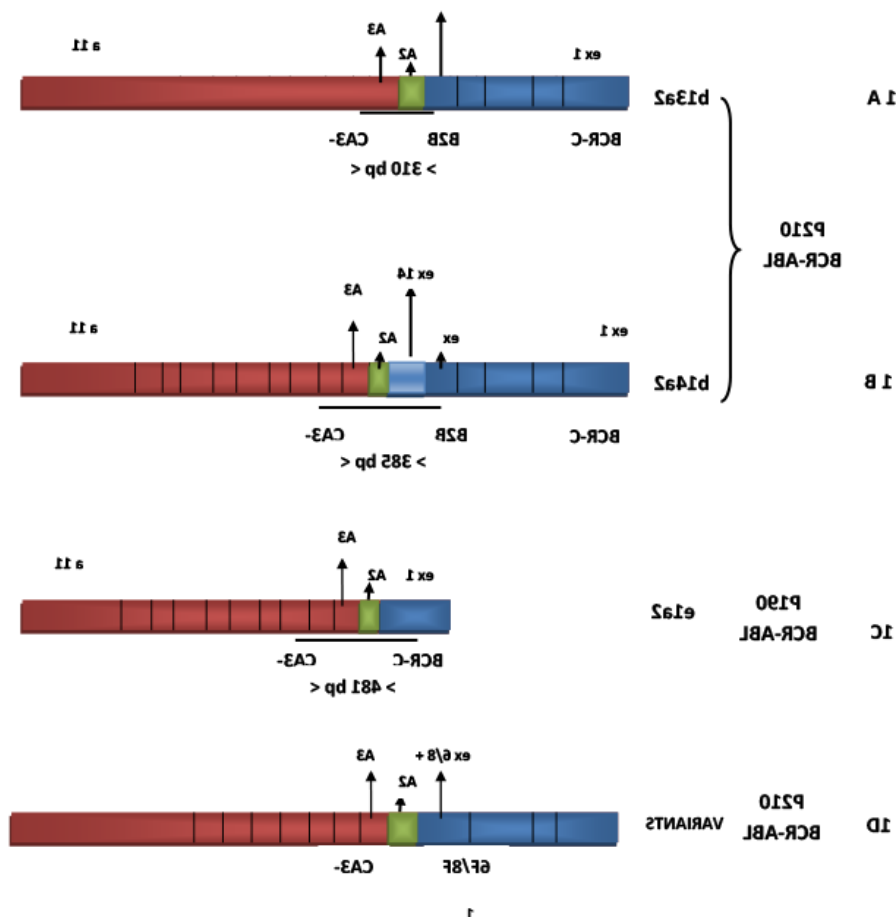 ex 1 A2 A3 a 11
1 A b13a2
BCR-C B2B CA3-
> 310 bp <
P210
BCR-ABL
ex 14
A3
ex 1 ex A2 a 11
1 B b14a2
BCR-C B2B CA3-
> 385 bp <
A3
ex 1 A2 a 11
1C P190 e1a2
BCR-ABL
BCR-C CA3-
> 481 bp <
ex 6/8 + A3
A2
P210
1D BCR-ABL VARIANTS
6F/8F CA3-
1